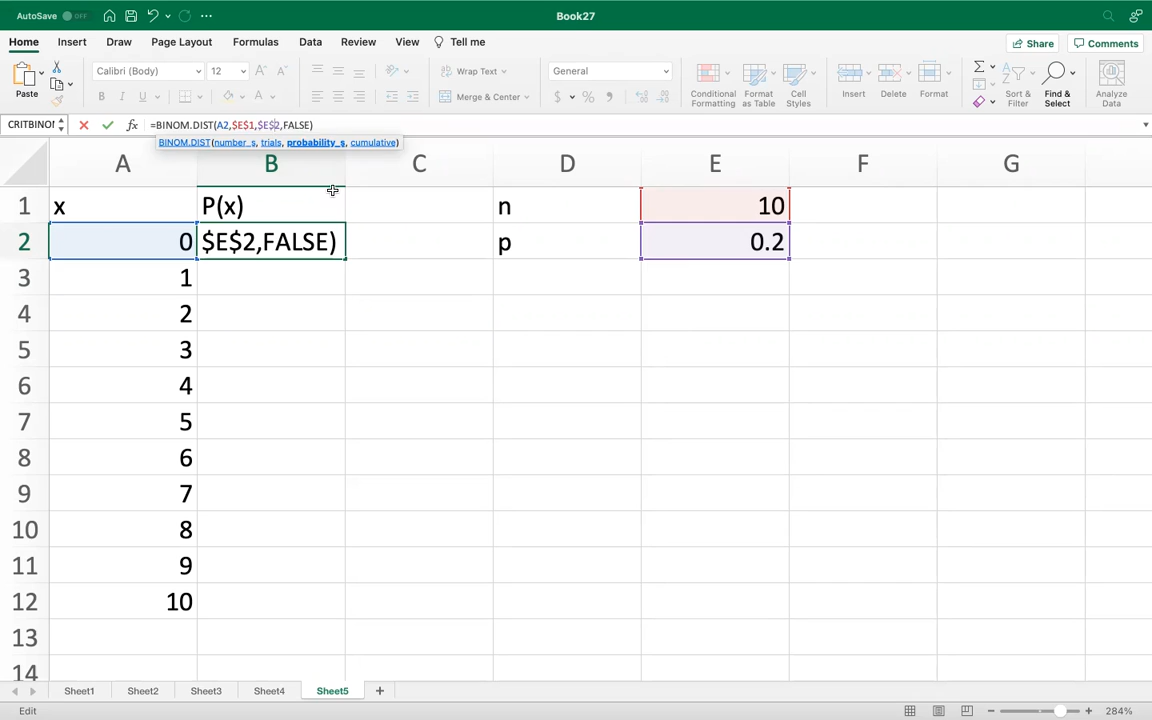 AutoSave OFF Book27
Home Insert Draw Page Layout Formulas Data Review View Tell me Share Comments
Paste Calibri (Body) 12 A A Wrap Text General Conditional Formatting Format as Table Cell Styles Insert Delete Format Sort & Filter Find & Select Analyze Data
B I U A Merge & Center $ %
CRITBINOM fx =BINOM.DIST(A2,$E$1,$E$2,FALSE)
BINOM.DIST(number_s, trials, probability_s, cumulative)
A B C D E F G
1 x P(x) n 10
2 0 $E$2,FALSE) p 0.2
3 1
4 2
5 3
6 4
7 5
8 6
9 7
10 8
11 9
12 10
13
14
Sheet1 Sheet2 Sheet3 Sheet4 Sheet5 +
Edit 284%